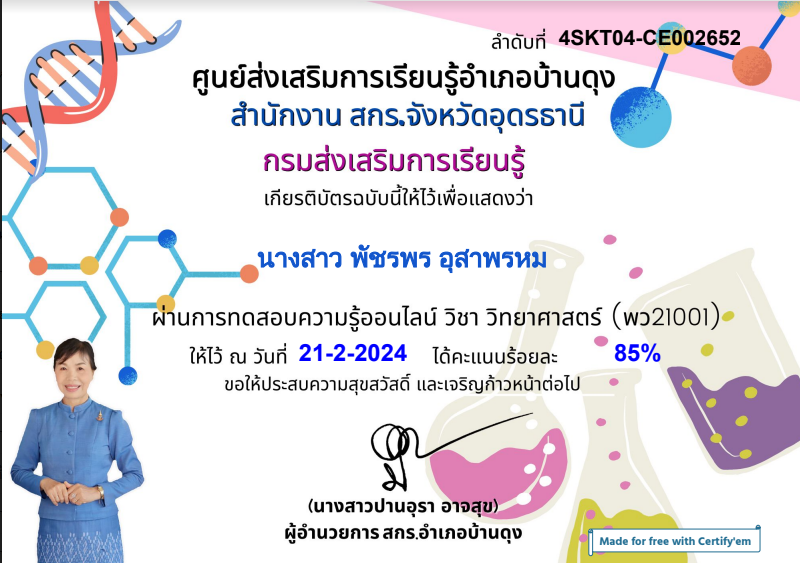 ลำดับที่ 4SKT04-CE002652
ศูนย์ส่งเสริมการเรียนรู้อำเภอบ้านดุง
สำนักงาน สกร.จังหวัดอุดรธานี
กรมส่งเสริมการเรียนรู้
เกียรติบัตรฉบับนี้ให้ไว้เพื่อแสดงว่า
นางสาว พัชรพร อุสาพรหม
ผ่านการทดสอบความรู้ออนไลน์ วิชา วิทยาศาสตร์ (พว21001)
ให้ไว้ ณ วันที่ 21-2-2024 ได้คะแนนร้อยละ 85%
ขอให้ประสบความสุขสวัสดิ์ และเจริญก้าวหน้าต่อไป
(นางสาวปานอุรา อาจสุข)
ผู้อำนวยการ สกร.อำเภอบ้านดุง
Made for free with Certify'em